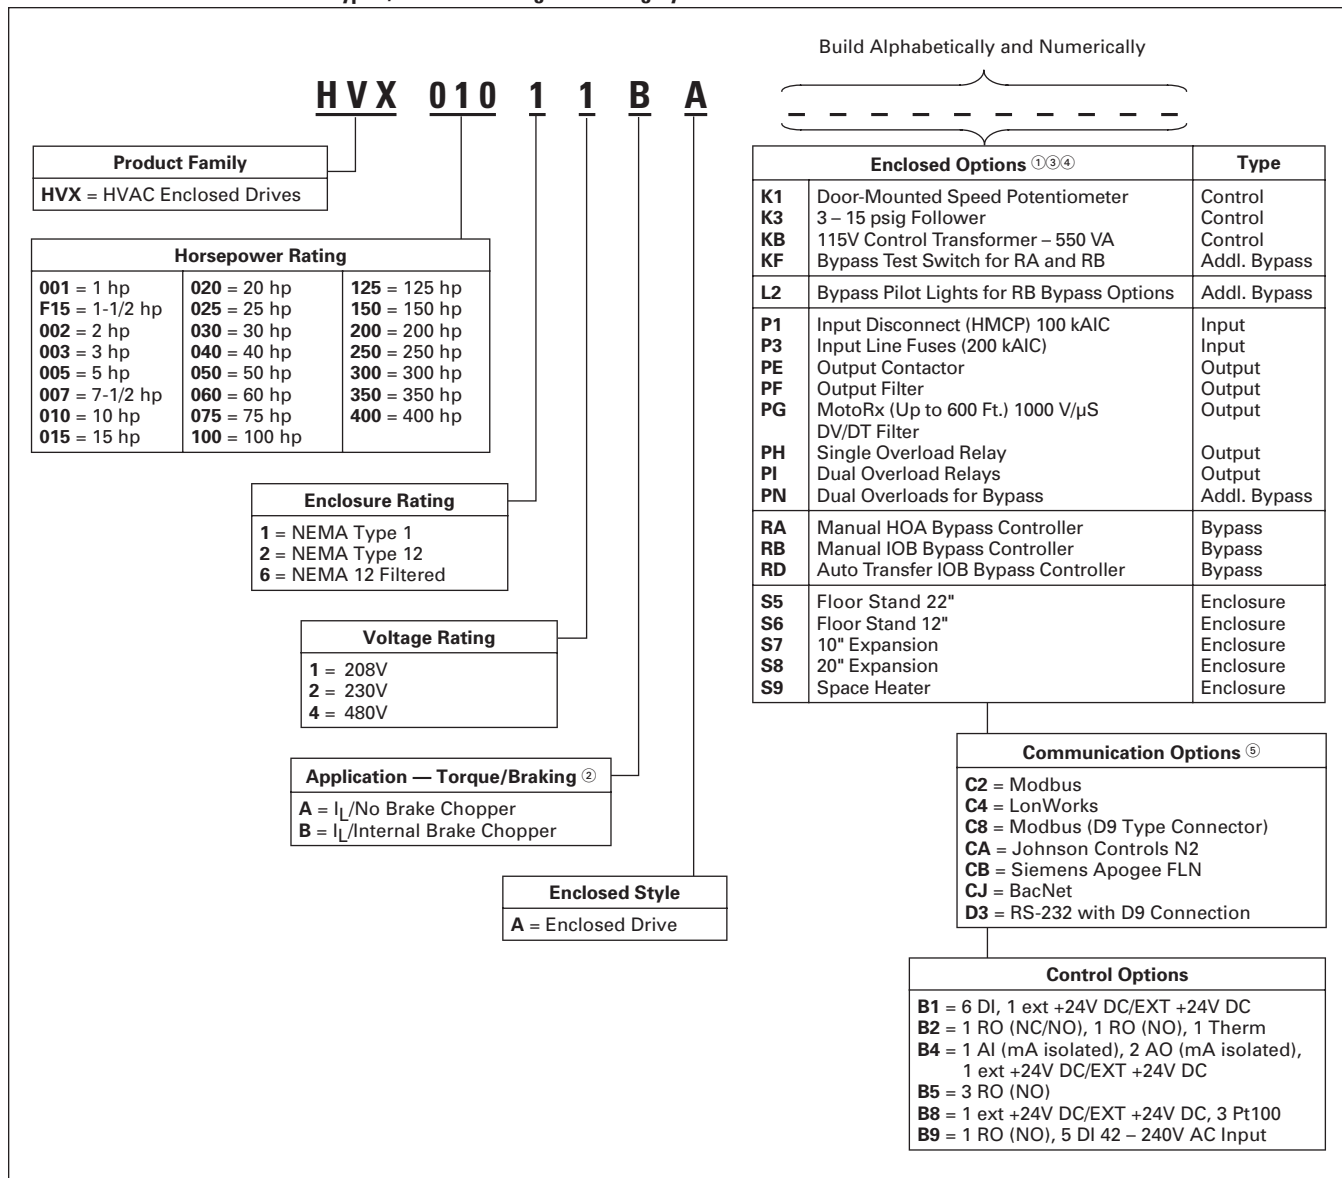 Build Alphabetically and Numerically
HVX 010 1 1 B A _ _ _ _ _ _ _ _ _ _
Product Family
HVX = HVAC Enclosed Drives
Horsepower Rating
001 = 1 hp
F15 = 1-1/2 hp
002 = 2 hp
003 = 3 hp
005 = 5 hp
007 = 7-1/2 hp
010 = 10 hp
015 = 15 hp
020 = 20 hp
025 = 25 hp
030 = 30 hp
040 = 40 hp
050 = 50 hp
060 = 60 hp
075 = 75 hp
100 = 100 hp
125 = 125 hp
150 = 150 hp
200 = 200 hp
250 = 250 hp
300 = 300 hp
350 = 350 hp
400 = 400 hp
Enclosure Rating
1 = NEMA Type 1
2 = NEMA Type 12
6 = NEMA 12 Filtered
Voltage Rating
1 = 208V
2 = 230V
4 = 480V
Application — Torque/Braking ②
A = IL/No Brake Chopper
B = IL/Internal Brake Chopper
Enclosed Style
A = Enclosed Drive
Enclosed Options ①③④ Type
K1 Door-Mounted Speed Potentiometer Control
K3 3 – 15 psig Follower Control
KB 115V Control Transformer – 550 VA Control
KF Bypass Test Switch for RA and RB Addl. Bypass
L2 Bypass Pilot Lights for RB Bypass Options Addl. Bypass
P1 Input Disconnect (HMCP) 100 kAIC Input
P3 Input Line Fuses (200 kAIC) Input
PE Output Contactor Output
PF Output Filter Output
PG MotoRx (Up to 600 Ft.) 1000 V/µS Output
DV/DT Filter
PH Single Overload Relay Output
PI Dual Overload Relays Output
PN Dual Overloads for Bypass Addl. Bypass
RA Manual HOA Bypass Controller Bypass
RB Manual IOB Bypass Controller Bypass
RD Auto Transfer IOB Bypass Controller Bypass
S5 Floor Stand 22" Enclosure
S6 Floor Stand 12" Enclosure
S7 10" Expansion Enclosure
S8 20" Expansion Enclosure
S9 Space Heater Enclosure
Communication Options ⑤
C2 = Modbus
C4 = LonWorks
C8 = Modbus (D9 Type Connector)
CA = Johnson Controls N2
CB = Siemens Apogee FLN
CJ = BacNet
D3 = RS-232 with D9 Connection
Control Options
B1 = 6 DI, 1 ext +24V DC/EXT +24V DC
B2 = 1 RO (NC/NO), 1 RO (NO), 1 Therm
B4 = 1 AI (mA isolated), 2 AO (mA isolated),
1 ext +24V DC/EXT +24V DC
B5 = 3 RO (NO)
B8 = 1 ext +24V DC/EXT +24V DC, 3 Pt100
B9 = 1 RO (NO), 5 DI 42 – 240V AC Input